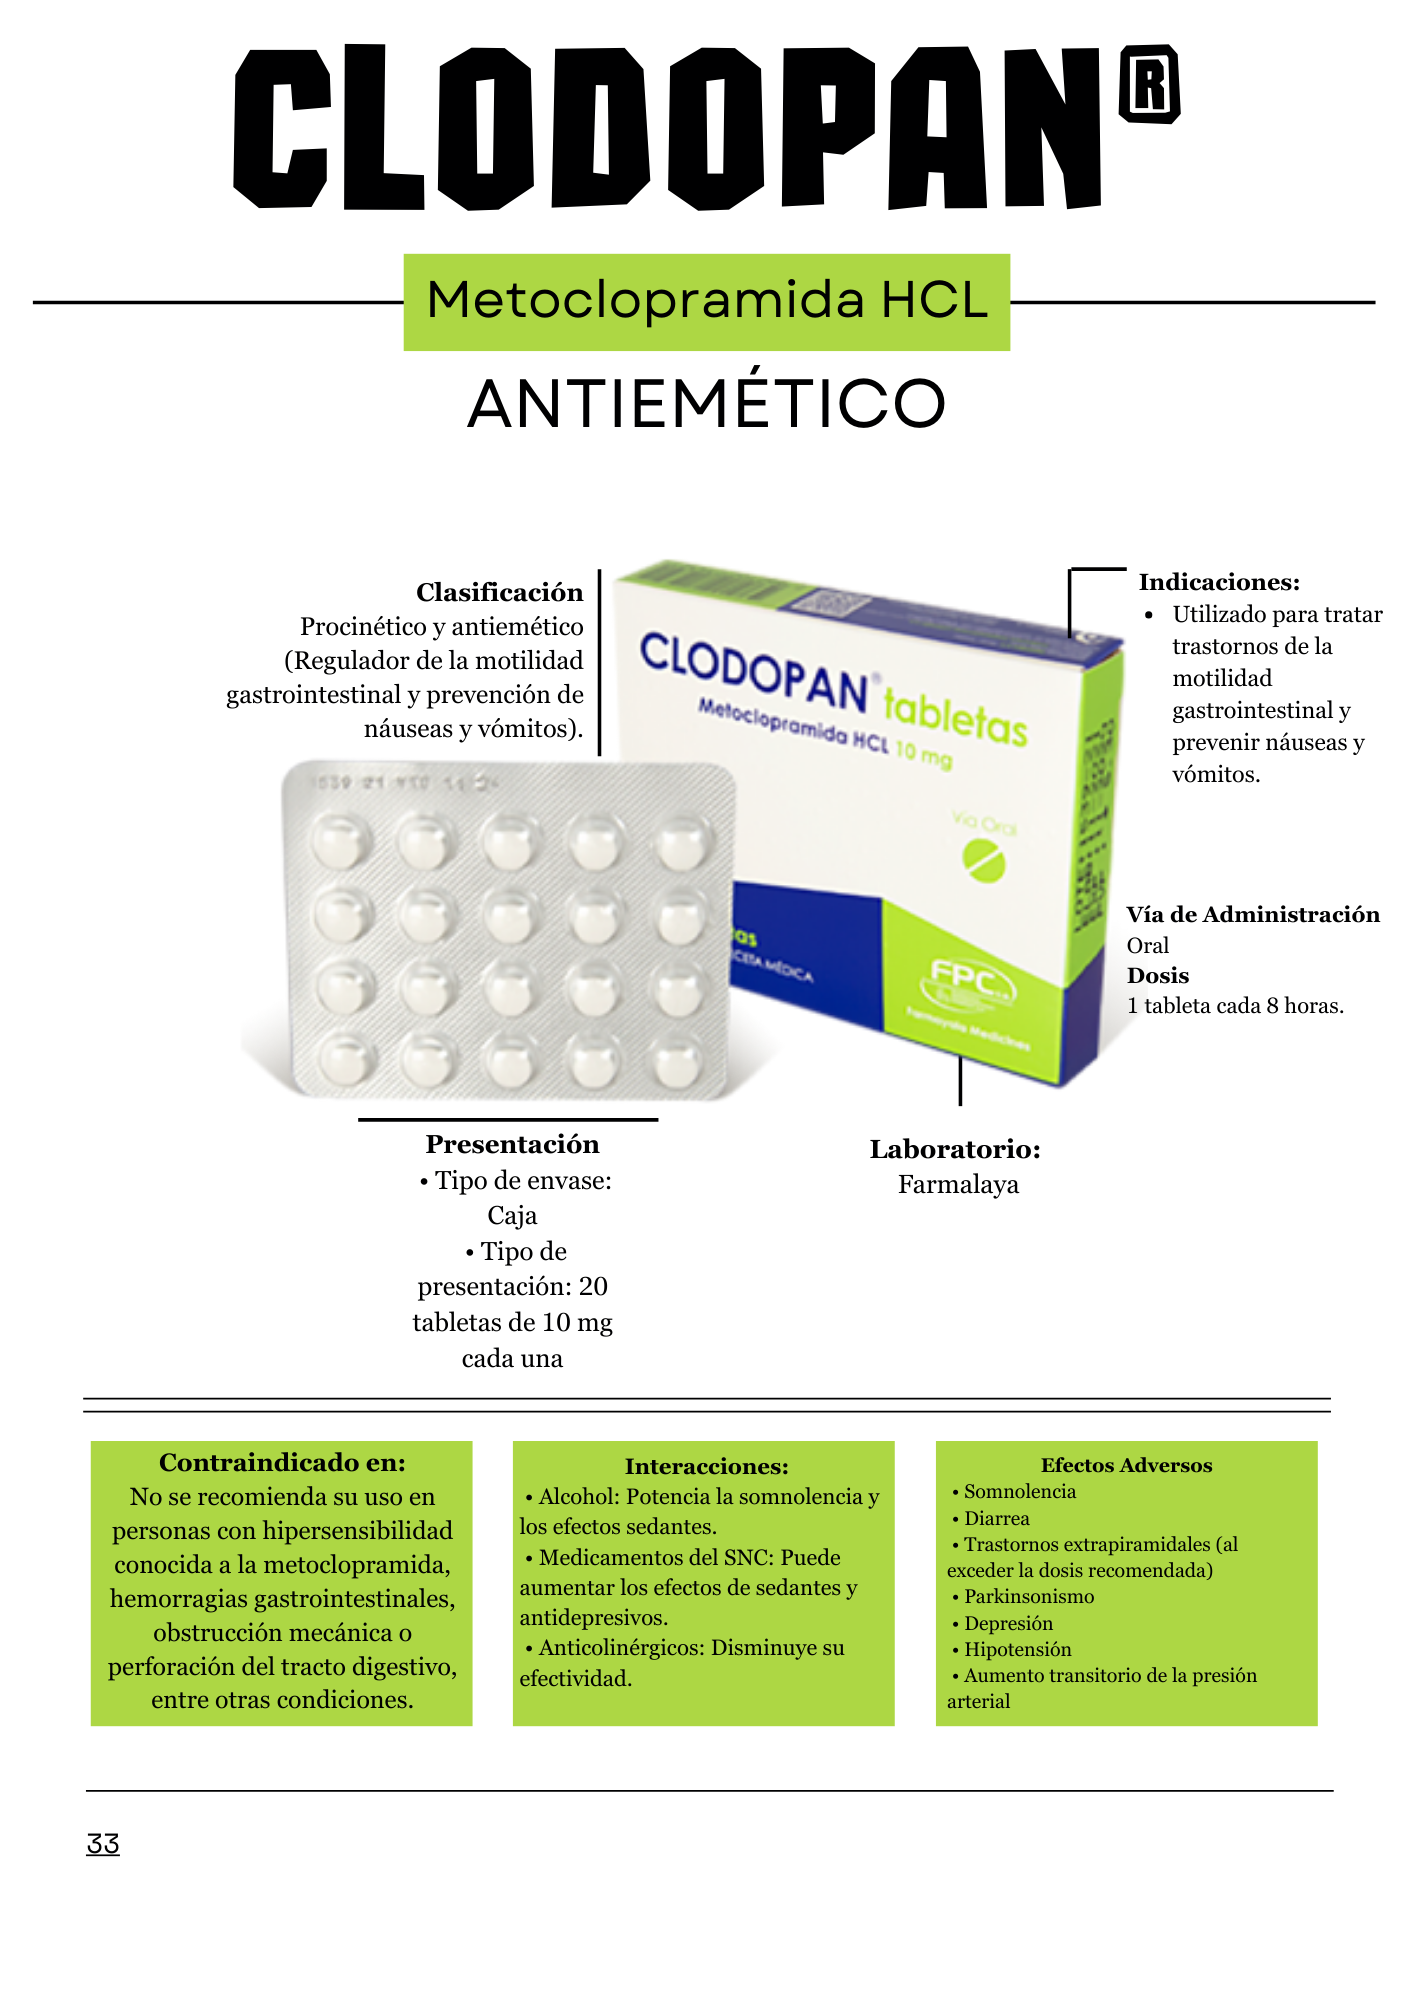 CLODOPAN®
Metoclopramida HCL
ANTIEMÉTICO
Clasificación
Procinético y antiemético
(Regulador de la motilidad
gastrointestinal y prevención de
náuseas y vómitos).
Indicaciones:
• Utilizado para tratar
trastornos de la
motilidad
gastrointestinal y
prevenir náuseas y
vómitos.
CLODOPAN® tabletas
Metoclopramida HCL 10 mg
Vía Oral
tas
CETA MÉDICA
FPC
Farmayala Medicines
Vía de Administración
Oral
Dosis
1 tableta cada 8 horas.
Presentación
• Tipo de envase:
Caja
• Tipo de
presentación: 20
tabletas de 10 mg
cada una
Laboratorio:
Farmalaya
Contraindicado en:
No se recomienda su uso en
personas con hipersensibilidad
conocida a la metoclopramida,
hemorragias gastrointestinales,
obstrucción mecánica o
perforación del tracto digestivo,
entre otras condiciones.
Interacciones:
• Alcohol: Potencia la somnolencia y
los efectos sedantes.
• Medicamentos del SNC: Puede
aumentar los efectos de sedantes y
antidepresivos.
• Anticolinérgicos: Disminuye su
efectividad.
Efectos Adversos
• Somnolencia
• Diarrea
• Trastornos extrapiramidales (al
exceder la dosis recomendada)
• Parkinsonismo
• Depresión
• Hipotensión
• Aumento transitorio de la presión
arterial
33